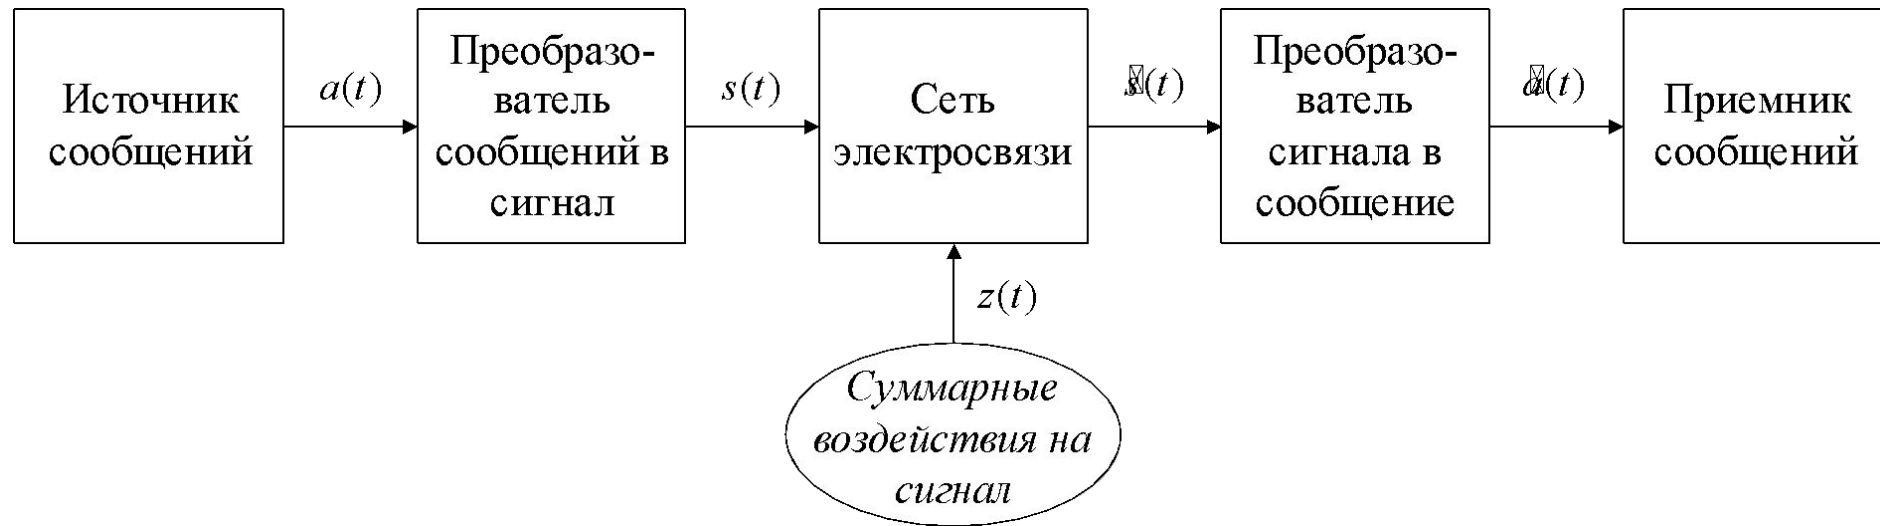 Источник
сообщений
a(t)
Преобразо-
ватель
сообщений в
сигнал
s(t)
Сеть
электросвязи
s(t)
Преобразо-
ватель
сигнала в
сообщение
a(t)
Приемник
сообщений
z(t)
Суммарные
воздействия на
сигнал